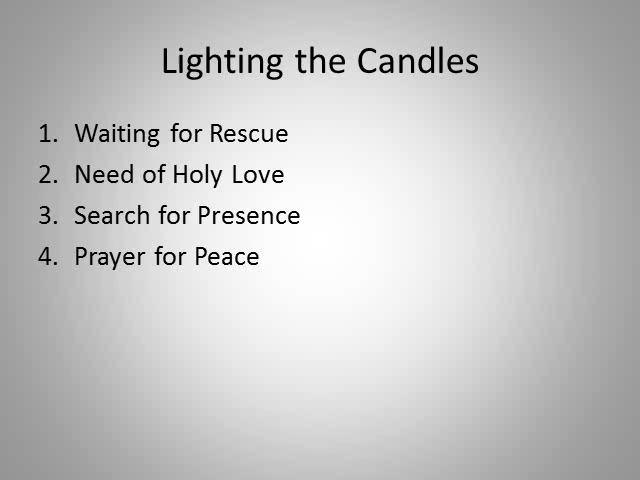 Lighting the Candles
1. Waiting for Rescue
2. Need of Holy Love
3. Search for Presence
4. Prayer for Peace